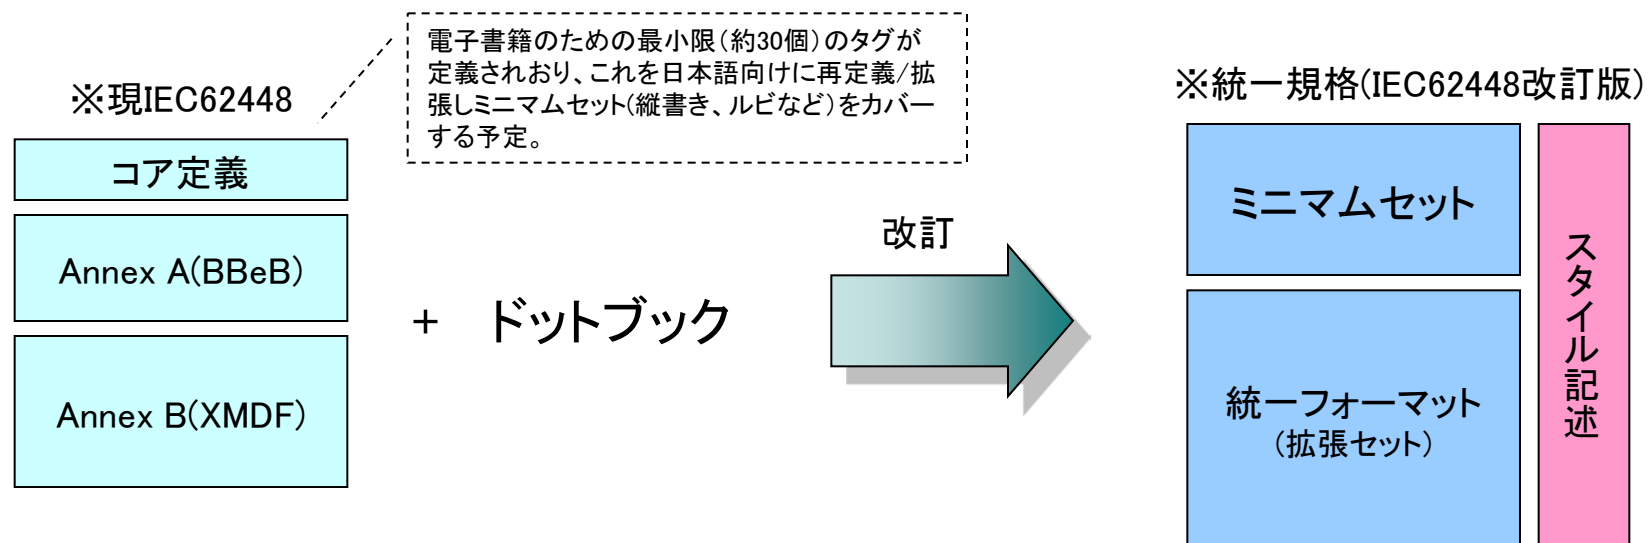 電子書籍のための最小限(約30個)のタグが
定義されおり、これを日本語向けに再定義/拡
張しミニマムセット(縦書き、ルビなど)をカバー
する予定。
※現IEC62448
コア定義
Annex A(BBeB)
Annex B(XMDF)
+ ドットブック
改訂
※統一規格(IEC62448改訂版)
ミニマムセット
統一フォーマット
(拡張セット)
スタイル記述